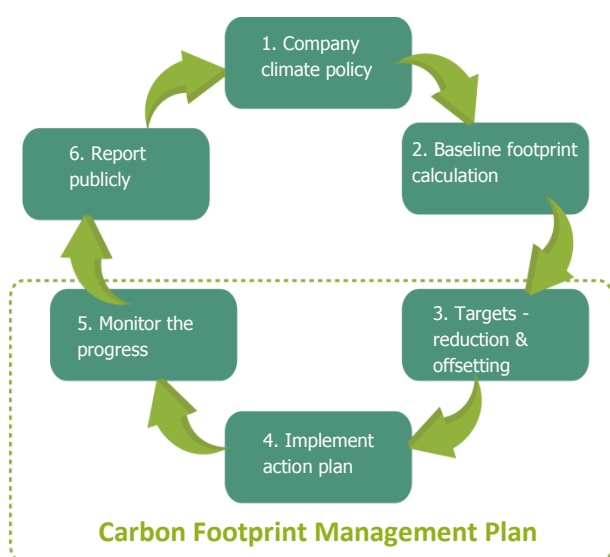 1. Company
climate policy
2. Baseline footprint
calculation
3. Targets -
reduction &
offsetting
4. Implement
action plan
5. Monitor the
progress
6. Report
publicly
Carbon Footprint Management Plan